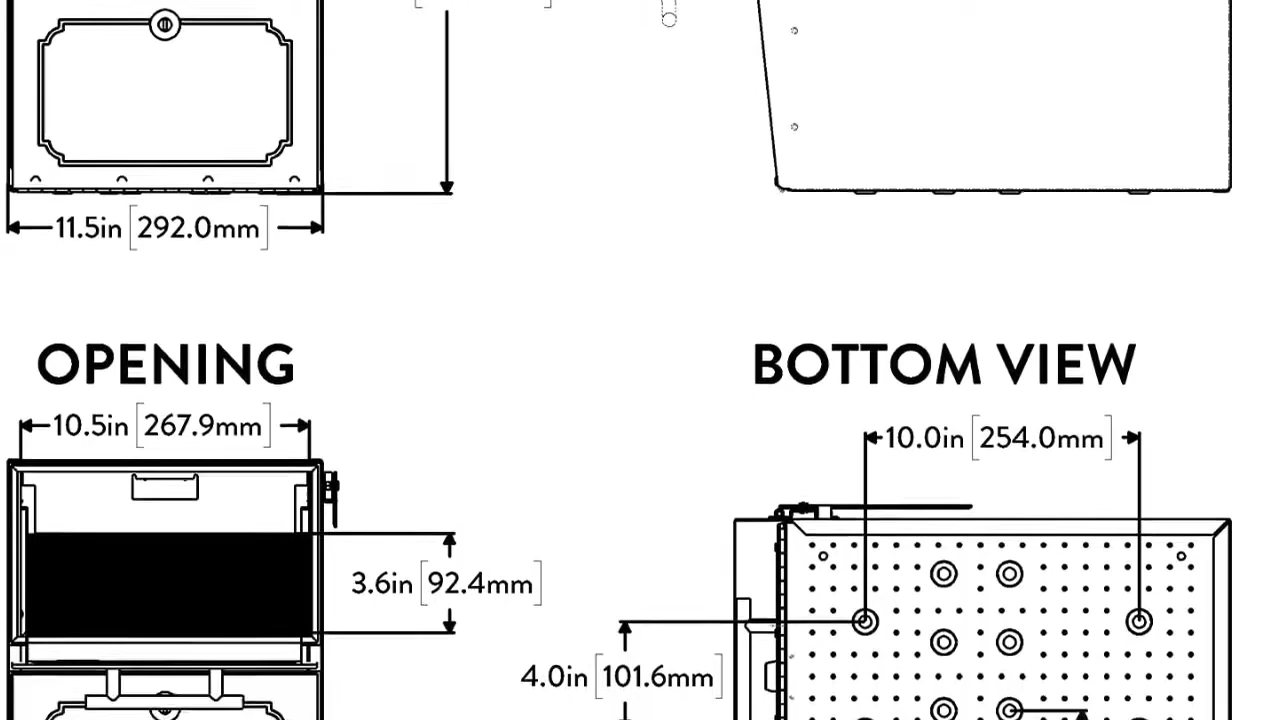 11.5in [292.0mm]
OPENING
BOTTOM VIEW
10.5in [267.9mm]
10.0in [254.0mm]
3.6in [92.4mm]
4.0in [101.6mm]